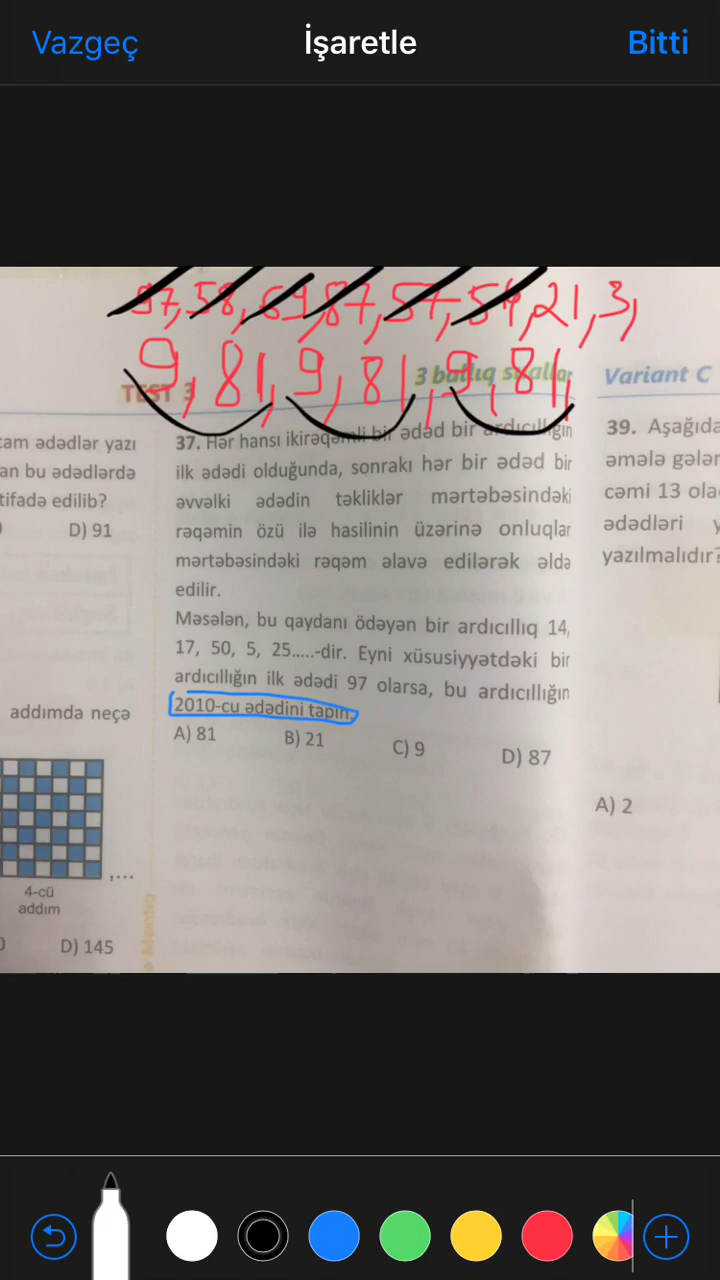 Vazgeç İşaretle Bitti
97, 58, 69, 87, 57, 54, 21, 3,
9, 81, 9, 81, 9, 81,
TEST 3 3 ballıq suallar Variant C
tam ədədlər yazı
an bu ədədlərdə
tifadə edilib?
D) 91
addımda neçə
4-cü
addım
D) 145
37. Hər hansı ikirəqəmli bir ədəd bir ardıcıllığın
ilk ədədi olduğunda, sonrakı hər bir ədəd bir
əvvəlki ədədin təkliklər mərtəbəsindəki
rəqəmin özü ilə hasilinin üzərinə onluqlar
mərtəbəsindəki rəqəm əlavə edilərək əldə
edilir.
Məsələn, bu qaydanı ödəyən bir ardıcıllıq 14,
17, 50, 5, 25.....-dir. Eyni xüsusiyyətdəki bir
ardıcıllığın ilk ədədi 97 olarsa, bu ardıcıllığın
2010-cu ədədini tapın.
A) 81 B) 21 C) 9 D) 87
39. Aşağıda
əmələ gələr
cəmi 13 ola
ədədləri y
yazılmalıdır?
A) 2